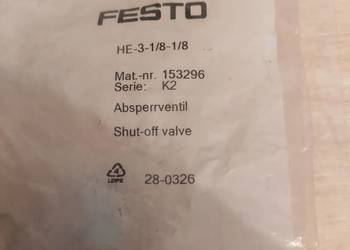 FESTO
HE-3-1/8-1/8
Mat.-nr. 153296
Serie: K2
Absperrventil
Shut-off valve
4
LDPE
28-0326